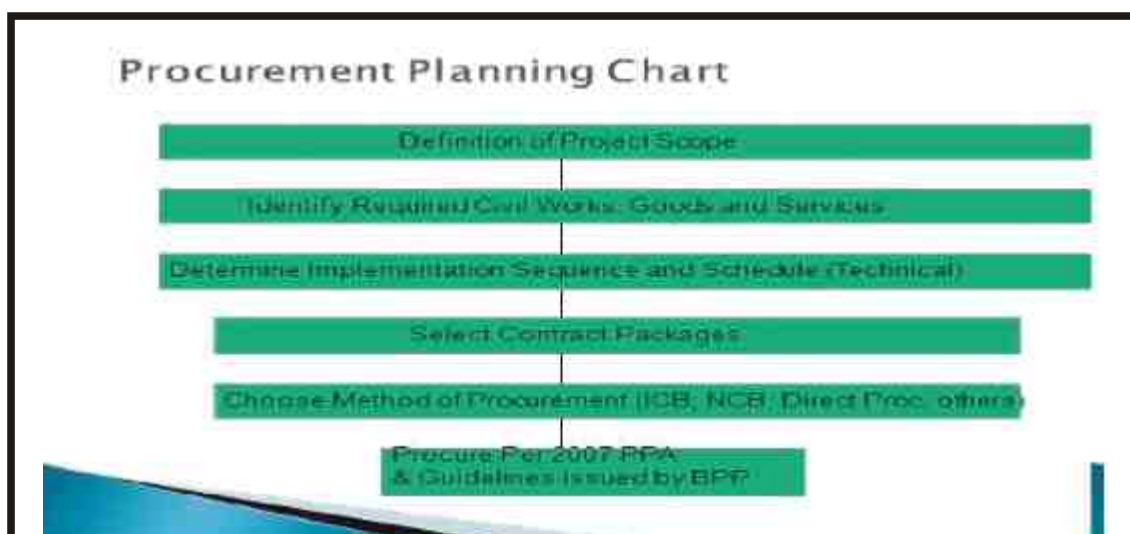 Procurement Planning Chart
Definition of Project Scope
Identify Required Civil Works, Goods and Services
Determine Implementation Sequence and Schedule (Technical)
Select Contract Packages
Choose Method of Procurement (ICB, NCB, Direct Proc, others)
Procure Per 2007 PPA
& Guidelines Issued by BPP